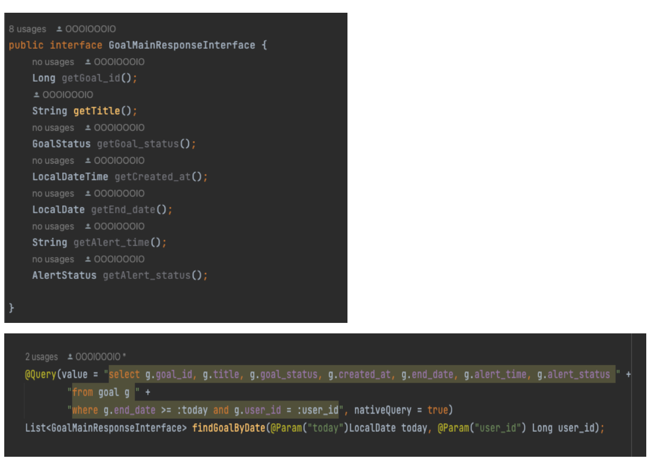 8 usages OOOIOOOIO
public interface GoalMainResponseInterface {
no usages OOOIOOOIO
Long getGoal_id();
OOOIOOOIO
String getTitle();
no usages OOOIOOOIO
GoalStatus getGoal_status();
no usages OOOIOOOIO
LocalDateTime getCreated_at();
no usages OOOIOOOIO
LocalDate getEnd_date();
no usages OOOIOOOIO
String getAlert_time();
no usages OOOIOOOIO
AlertStatus getAlert_status();
}
2 usages OOOIOOOIO *
@Query(value = "select g.goal_id, g.title, g.goal_status, g.created_at, g.end_date, g.alert_time, g.alert_status " +
"from goal g " +
"where g.end_date >= :today and g.user_id = :user_id", nativeQuery = true)
List<GoalMainResponseInterface> findGoalByDate(@Param("today")LocalDate today, @Param("user_id") Long user_id);